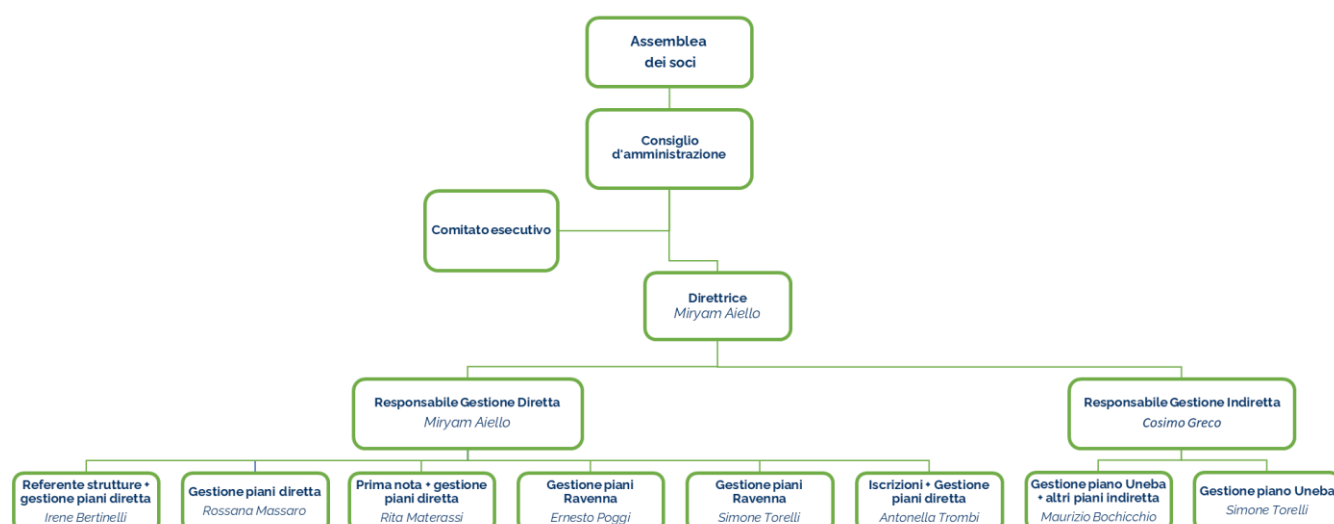 Assemblea
dei soci
Consiglio
d'amministrazione
Comitato esecutivo
Direttrice
Miryam Aiello
Responsabile Gestione Diretta
Miryam Aiello
Responsabile Gestione Indiretta
Cosimo Greco
Referente strutture +
gestione piani diretta
Irene Bertinelli
Gestione piani diretta
Rossana Massaro
Prima nota + gestione
piani diretta
Rita Materassi
Gestione piani
Ravenna
Ernesto Poggi
Gestione piani
Ravenna
Simone Torelli
Iscrizioni + Gestione
piani diretta
Antonella Trombi
Gestione piano Uneba
+ altri piani indiretta
Maurizio Bochicchio
Gestione piano Uneba
Simone Torelli